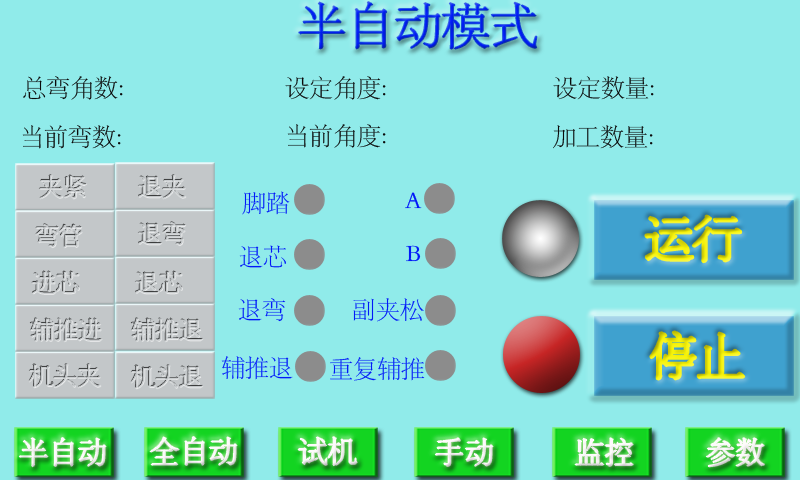 半自动模式
总弯角数: 设定角度: 设定数量:
当前弯数: 当前角度: 加工数量:
夹紧 退夹 脚踏 A 运行
弯管 退弯 退芯 B
进芯 退芯 退弯 副夹松 停止
辅推进 辅推退 辅推退 重复辅推
机头夹 机头退
半自动 全自动 试机 手动 监控 参数